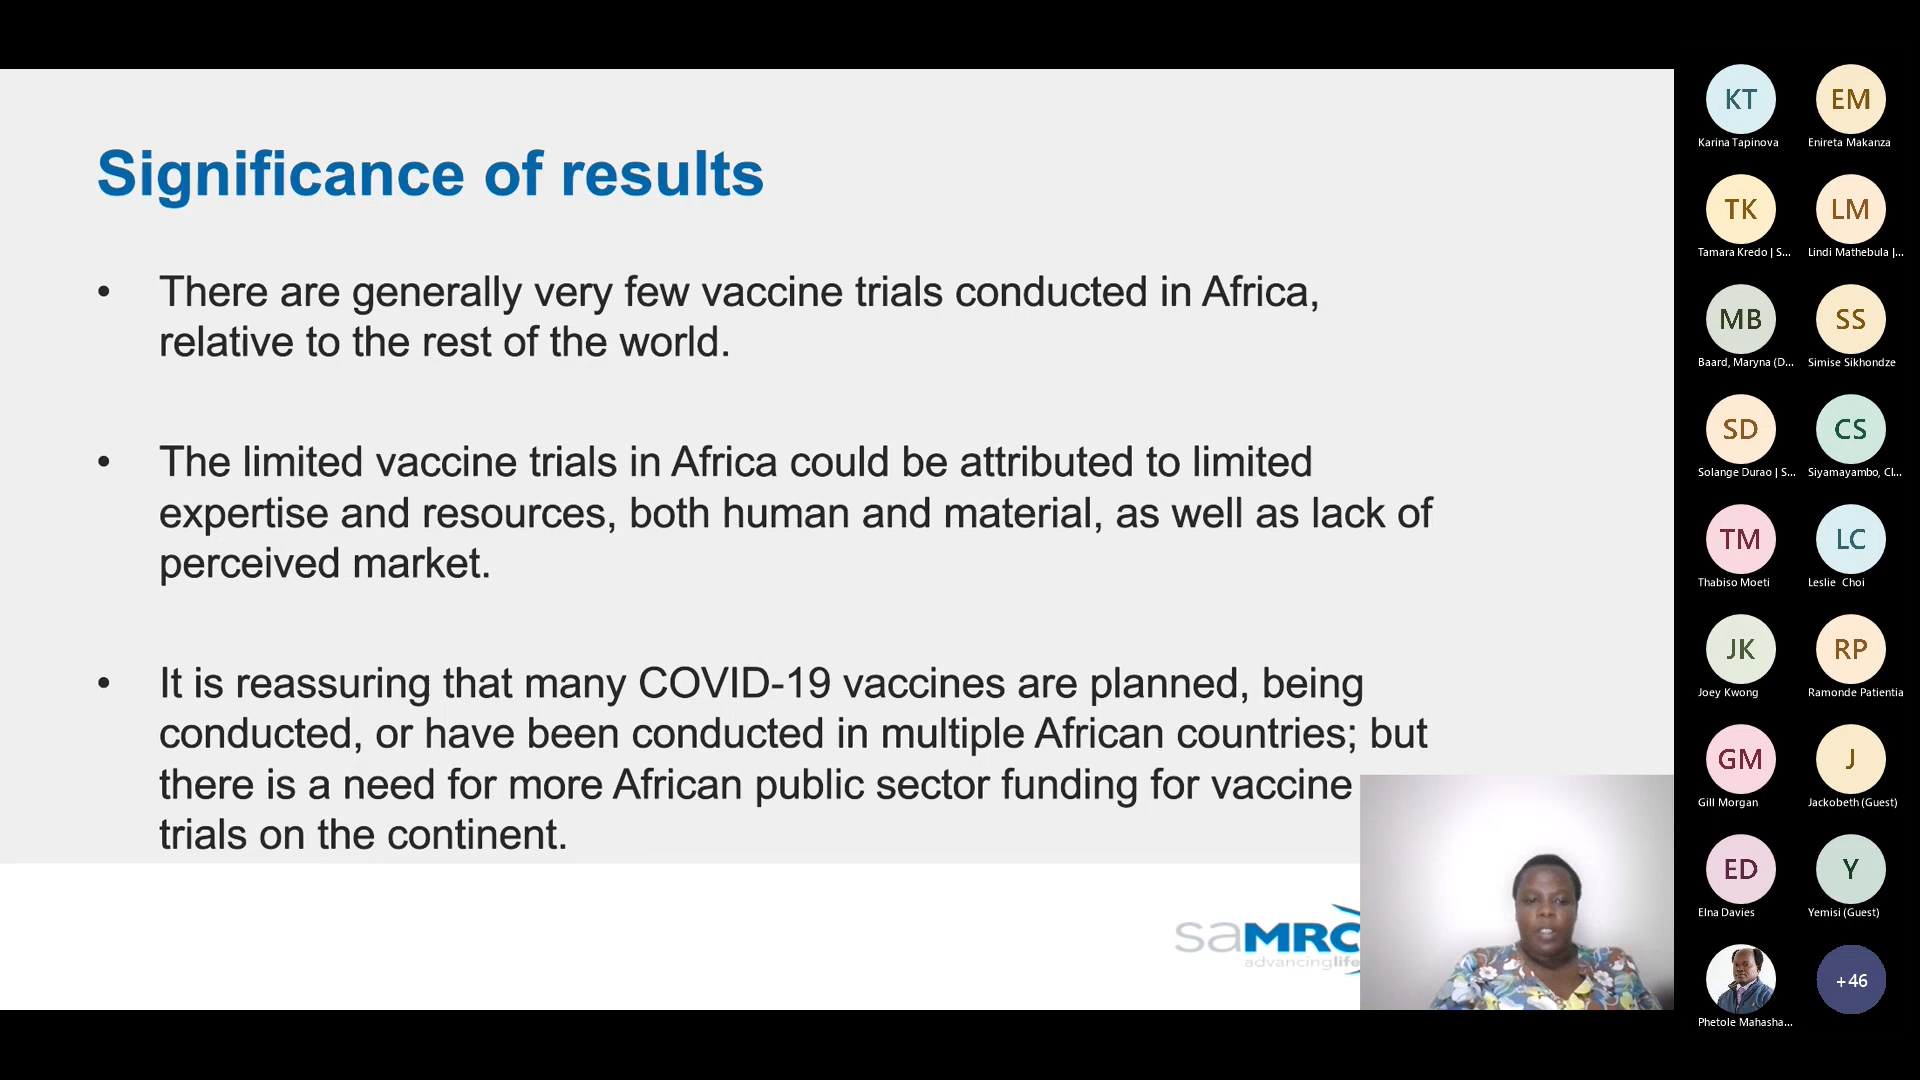 Significance of results
• There are generally very few vaccine trials conducted in Africa,
relative to the rest of the world.
• The limited vaccine trials in Africa could be attributed to limited
expertise and resources, both human and material, as well as lack of
perceived market.
• It is reassuring that many COVID-19 vaccines are planned, being
conducted, or have been conducted in multiple African countries; but
there is a need for more African public sector funding for vaccine
trials on the continent.
saMRC
advancinglife
KT
Karina Tapinova
EM
Enireta Makanza
TK
Tamara Kredo | S...
LM
Lindi Mathebula |...
MB
Baard, Maryna (D...
SS
Simise Sikhondze
SD
Solange Durao | S...
CS
Siyamayambo, Cl...
TM
Thabiso Moeti
LC
Leslie Choi
JK
Joey Kwong
RP
Ramonde Patientia
GM
Gill Morgan
J
Jackobeth (Guest)
ED
Elna Davies
Y
Yemisi (Guest)
Phetole Mahasha...
+46